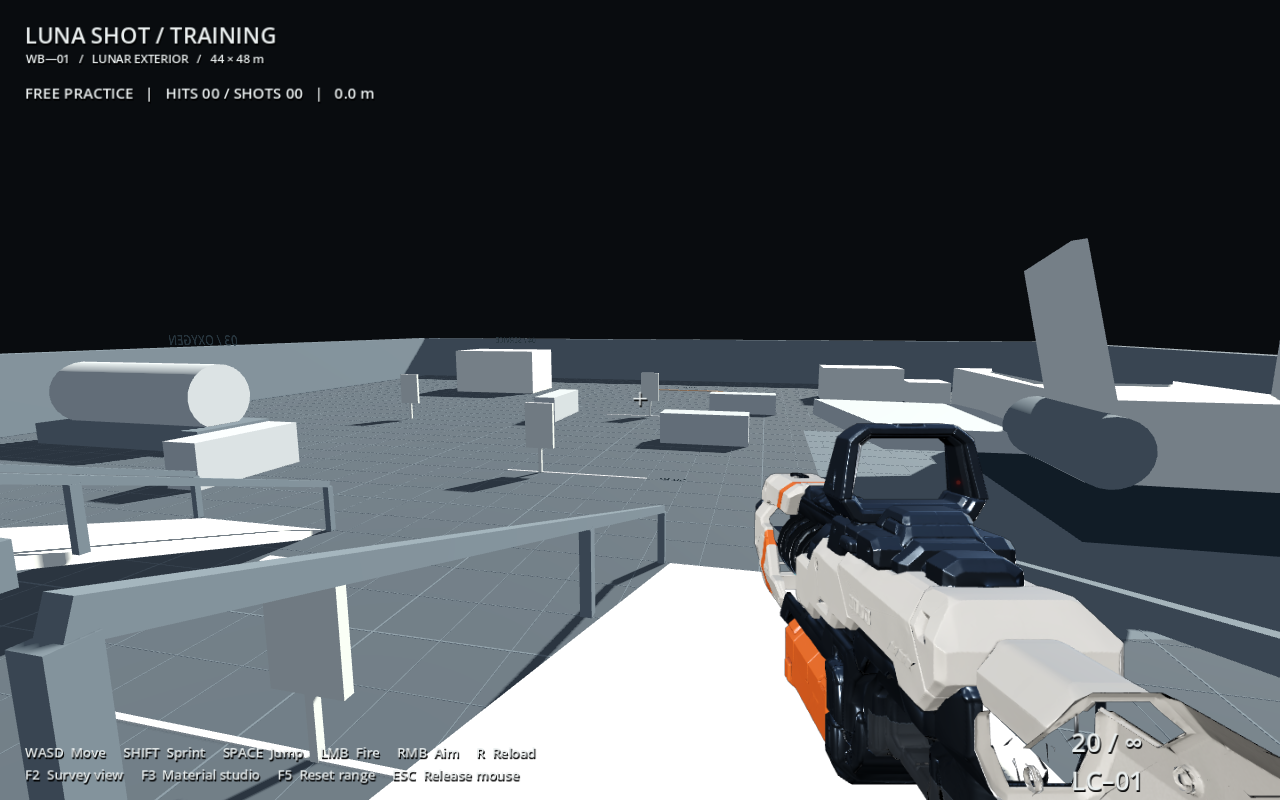 LUNA SHOT / TRAINING
WB—01 / LUNAR EXTERIOR / 44 × 48 m
FREE PRACTICE | HITS 00 / SHOTS 00 | 0.0 m
03 / OXYGEN
WASD Move SHIFT Sprint SPACE Jump LMB Fire RMB Aim R Reload
F2 Survey view F3 Material studio F5 Reset range ESC Release mouse
20 / ∞
LC—01